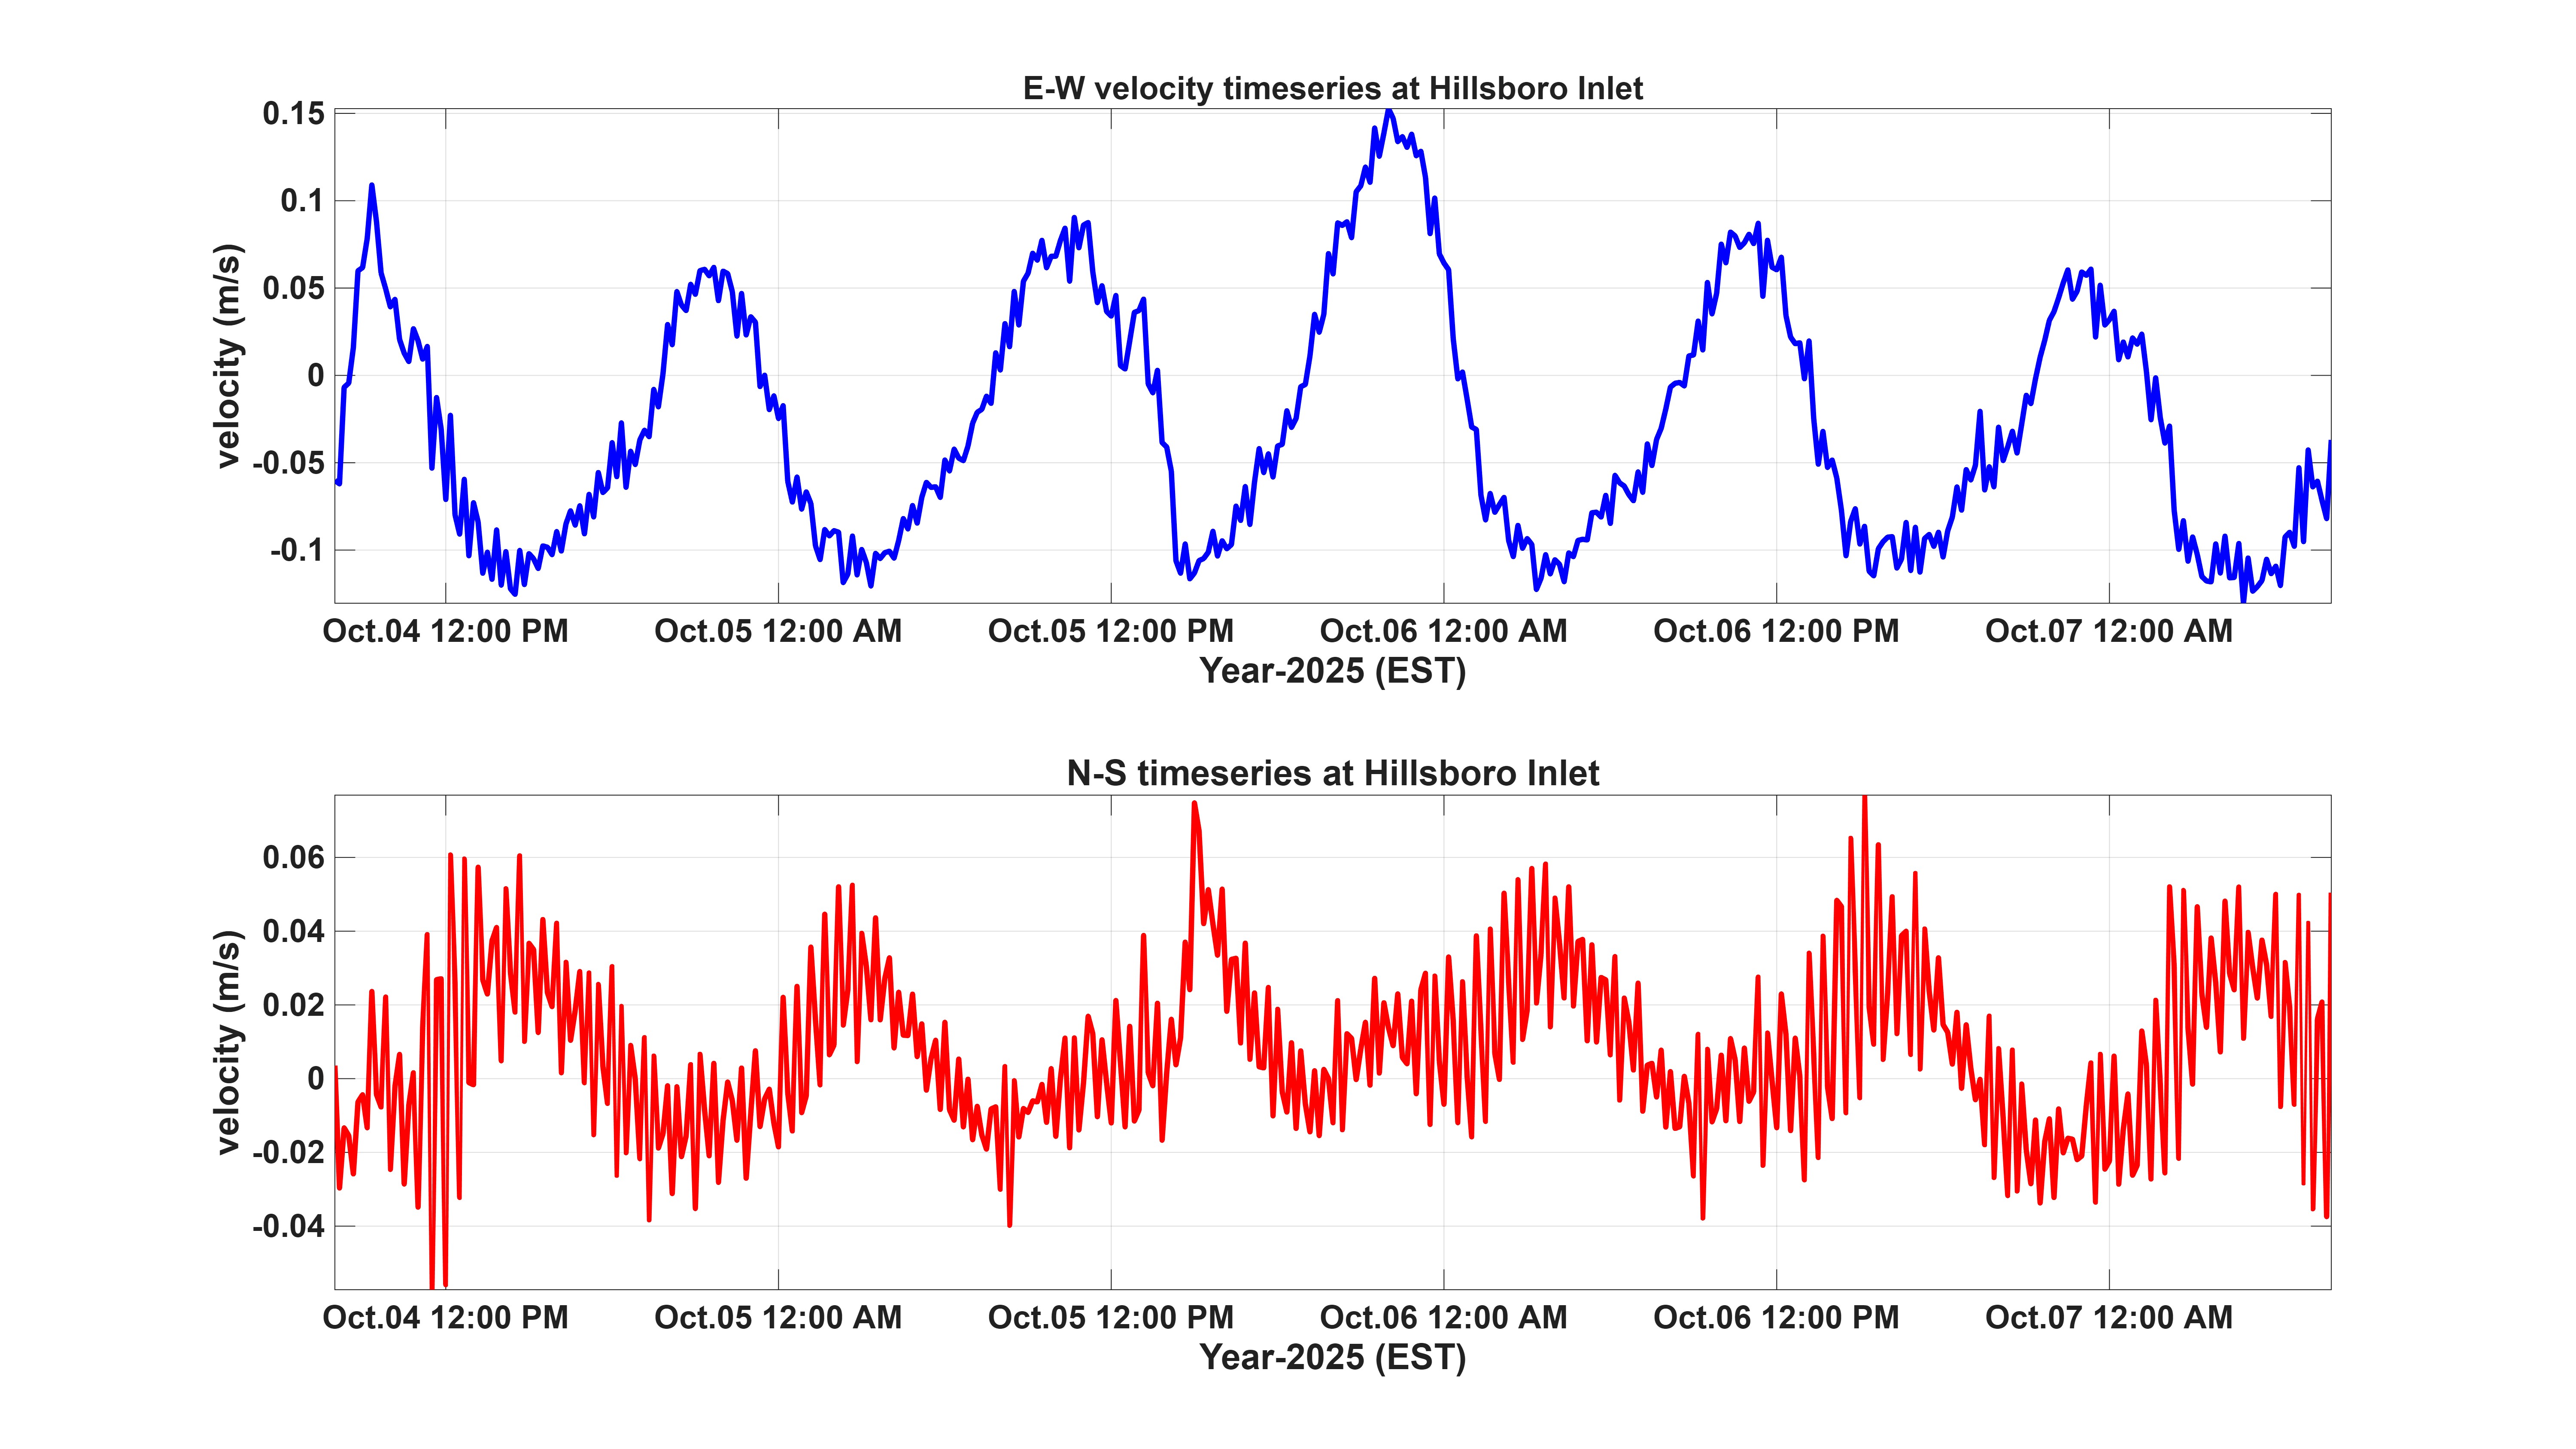 E-W velocity timeseries at Hillsboro Inlet
velocity (m/s)
0.15
0.1
0.05
0
-0.05
-0.1
Oct.04 12:00 PM Oct.05 12:00 AM Oct.05 12:00 PM Oct.06 12:00 AM Oct.06 12:00 PM Oct.07 12:00 AM
Year-2025 (EST)
N-S timeseries at Hillsboro Inlet
velocity (m/s)
0.06
0.04
0.02
0
-0.02
-0.04
Oct.04 12:00 PM Oct.05 12:00 AM Oct.05 12:00 PM Oct.06 12:00 AM Oct.06 12:00 PM Oct.07 12:00 AM
Year-2025 (EST)